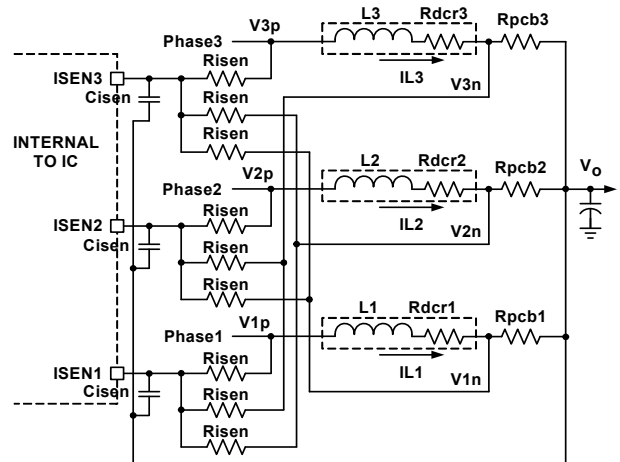 V3p
L3
Rdcr3
Rpcb3
Phase3
Risen
ISEN3
Cisen
Risen
IL3
V3n
INTERNAL
TO IC
Risen
V2p
L2
Rdcr2
Rpcb2
Vo
Phase2
Risen
ISEN2
Cisen
Risen
IL2
V2n
Risen
V1p
L1
Rdcr1
Rpcb1
Phase1
Risen
ISEN1
Cisen
Risen
IL1
V1n
Risen